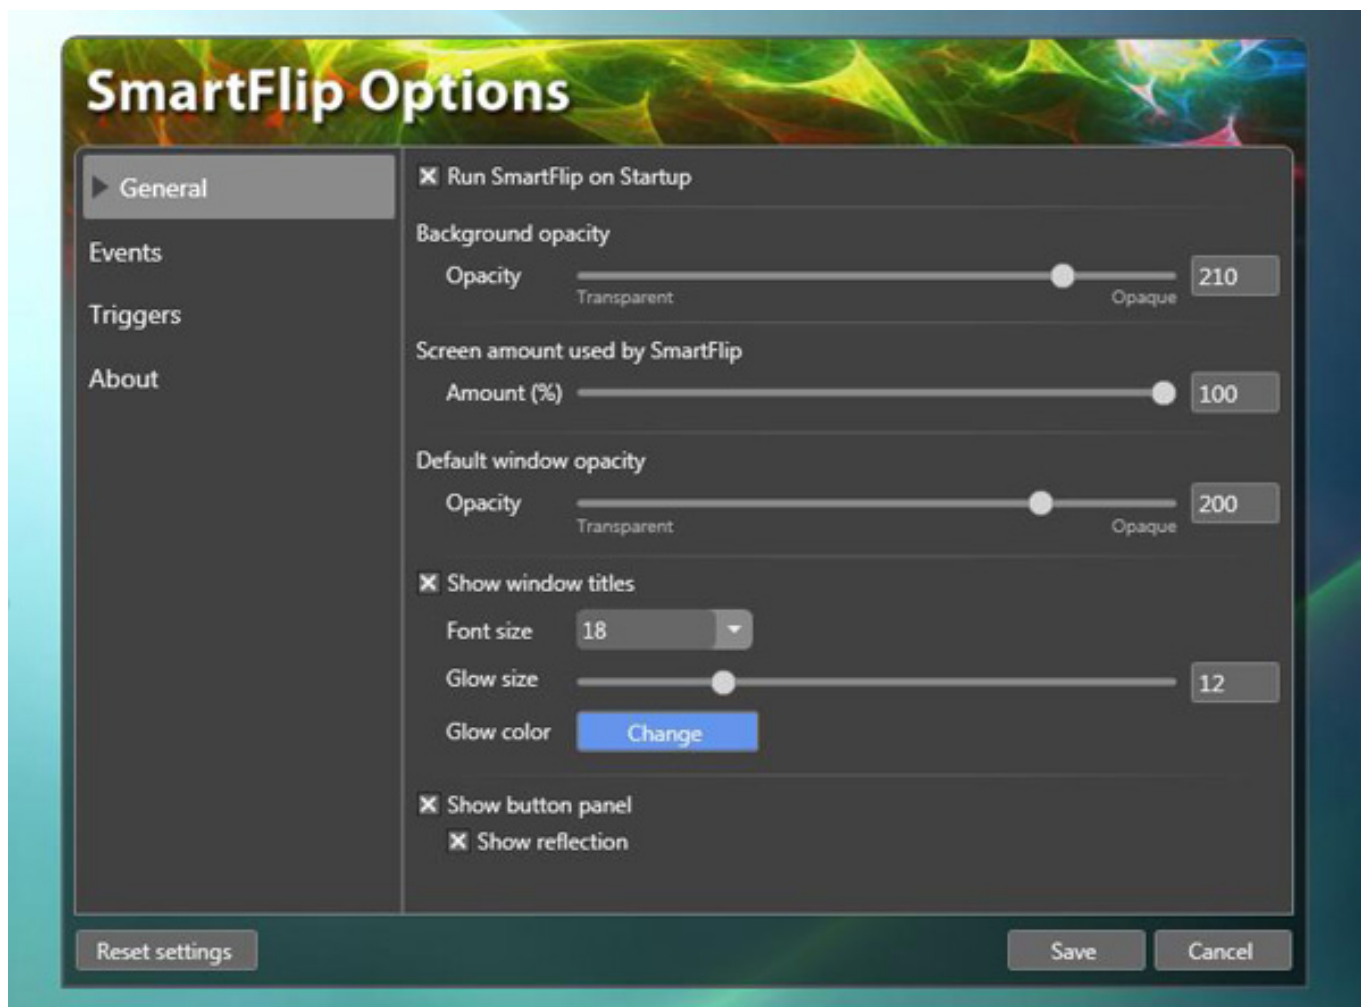 SmartFlip Options
General
Events
Triggers
About
Run SmartFlip on Startup
Background opacity
Opacity 210
Transparent Opaque
Screen amount used by SmartFlip
Amount (%) 100
Default window opacity
Opacity 200
Transparent Opaque
Show window titles
Font size 18
Glow size 12
Glow color Change
Show button panel
Show reflection
Reset settings Save Cancel